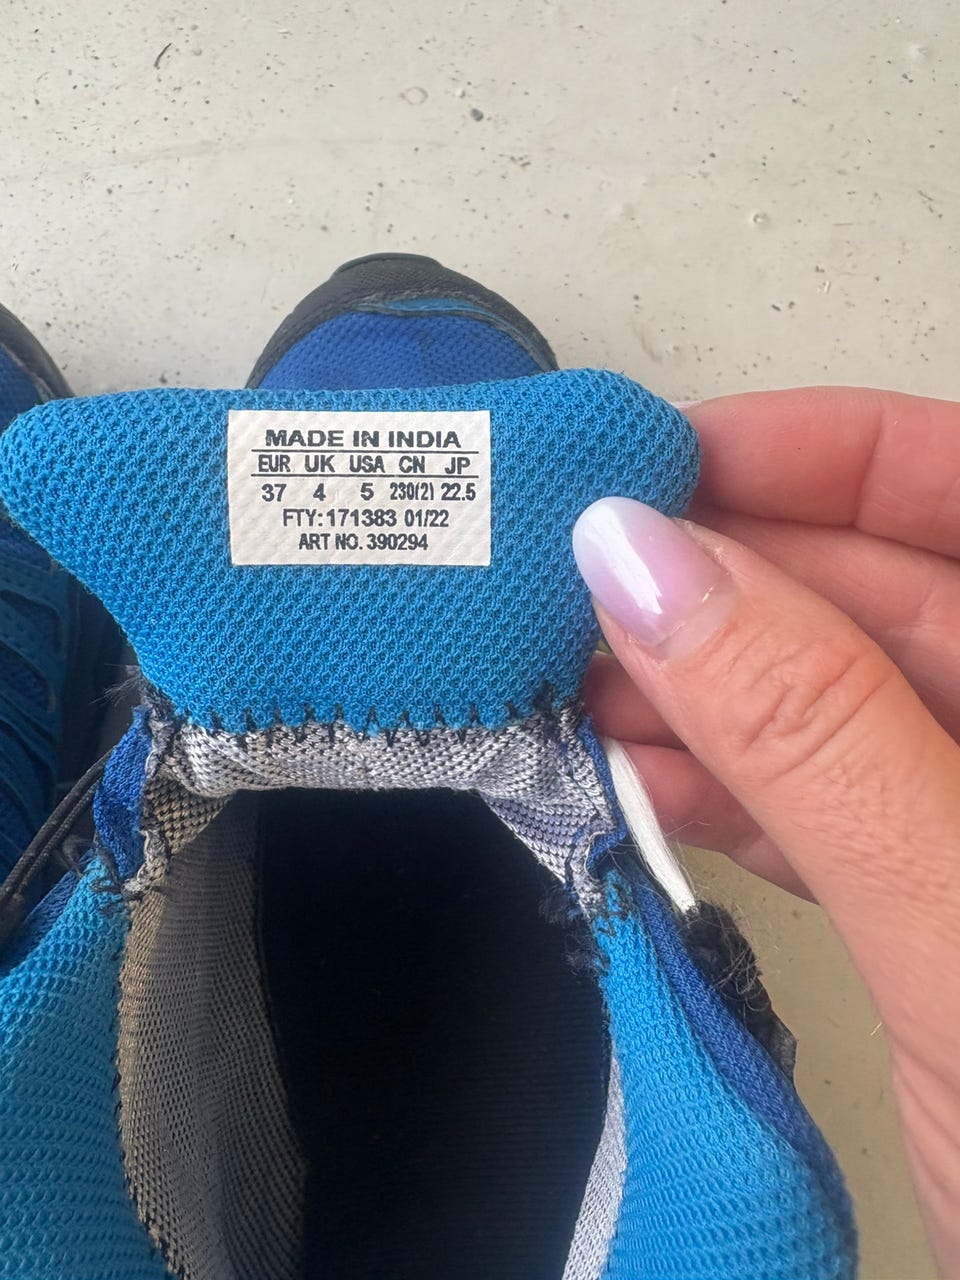 MADE IN INDIA
EUR UK USA CN JP
37 4 5 230(2) 22.5
FTY: 171383 01/22
ART NO. 390294